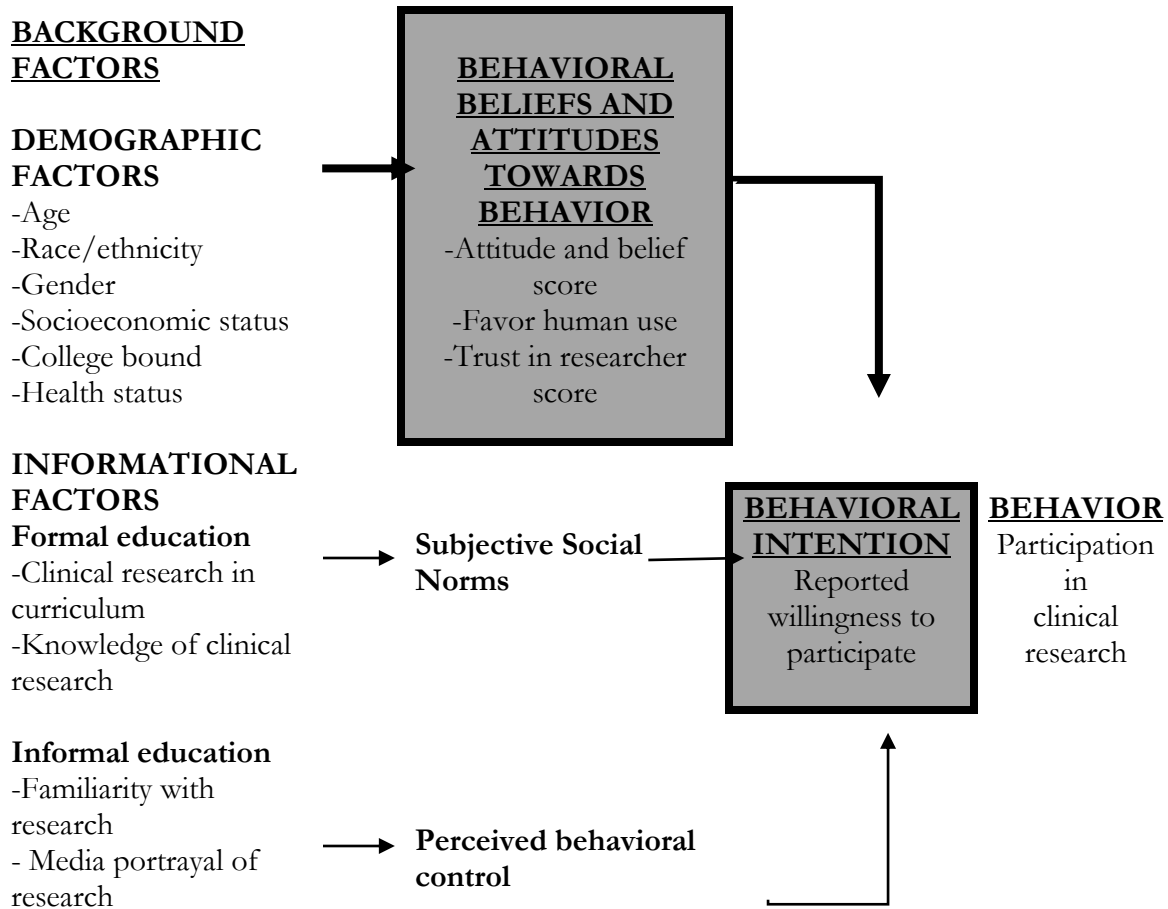 BACKGROUND
FACTORS
DEMOGRAPHIC
FACTORS
-Age
-Race/ethnicity
-Gender
-Socioeconomic status
-College bound
-Health status
INFORMATIONAL
FACTORS
Formal education
-Clinical research in
curriculum
-Knowledge of clinical
research
Informal education
-Familiarity with
research
- Media portrayal of
research
BEHAVIORAL
BELIEFS AND
ATTITUDES
TOWARDS
BEHAVIOR
-Attitude and belief
score
-Favor human use
-Trust in researcher
score
Subjective Social
Norms
Perceived behavioral
control
BEHAVIORAL
INTENTION
Reported
willingness to
participate
BEHAVIOR
Participation
in
clinical
research